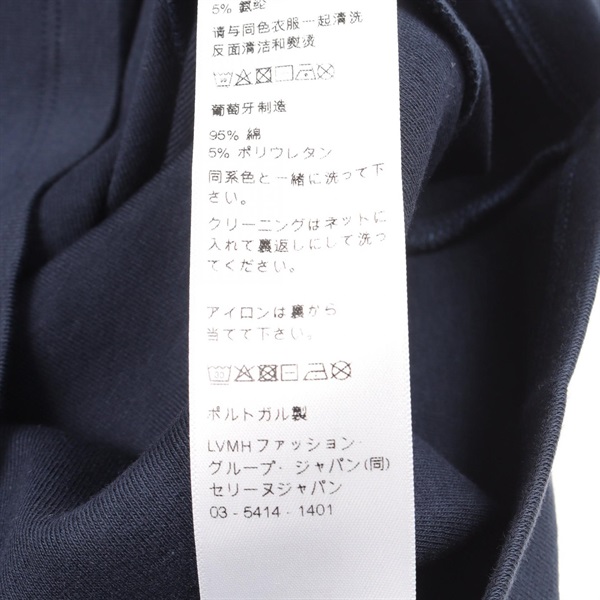 5%
请与同色衣服一起清洗
反面清洁和熨烫
葡萄牙制造
95% 綿
5% ポリウレタン
同系色と一緒に洗って下
さい。
クリーニングはネットに
入れて裏返しにして洗っ
てください。
アイロンは裏から
当てて下さい。
ポルトガル製
LVMHファッション·
グループ· ジャパン(同)
セリーヌジャパン
03 - 5414 - 1401